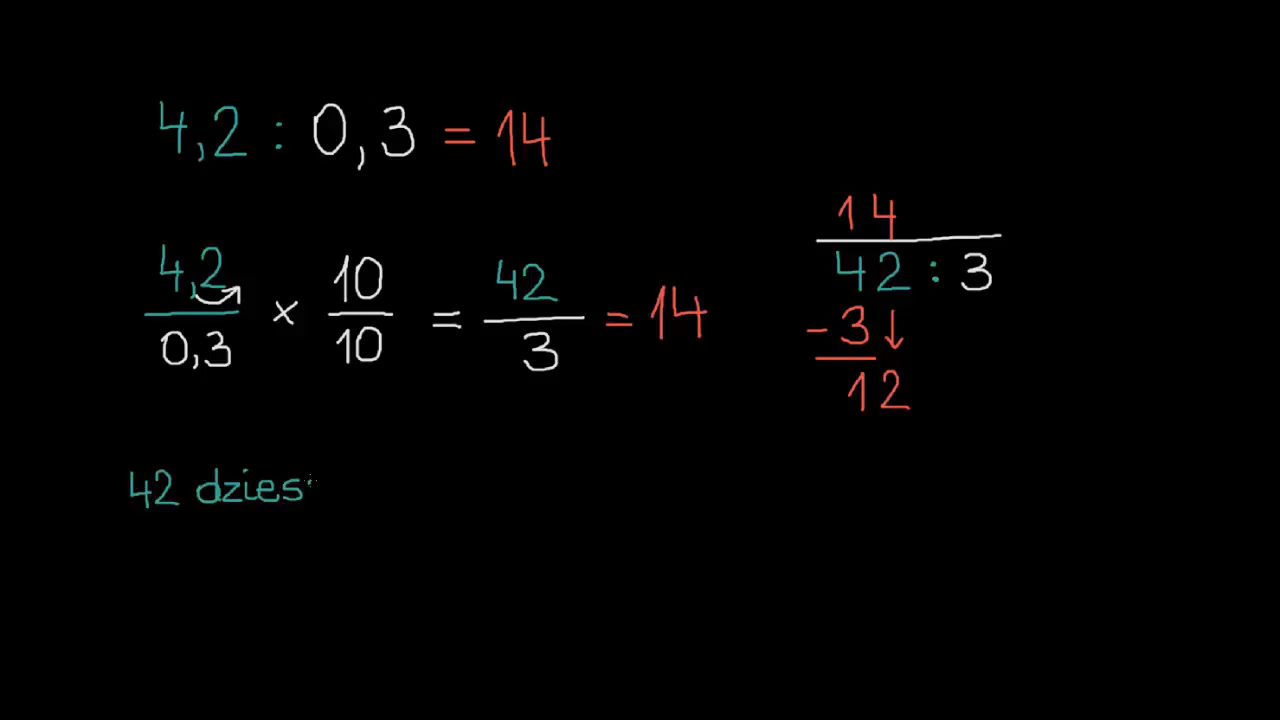 4,2 : 0,3 = 14
4,2/0,3 × 10/10 = 42/3 = 14
14
42 : 3
-3↓
12
42 dzies